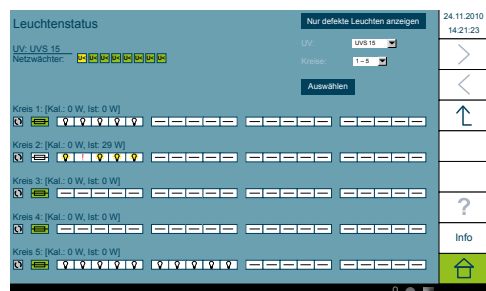 Leuchtenstatus
Nur defekte Leuchten anzeigen
24.11.2010
14:21:23
UV: UVS 15
Netzwächter:
UV:
UVS 15
Kreise:
1 – 5
Auswählen
Kreis 1: [Kal.: 0 W, Ist: 0 W]
Kreis 2: [Kal.: 0 W, Ist: 29 W]
Kreis 3: [Kal.: 0 W, Ist: 0 W]
Kreis 4: [Kal.: 0 W, Ist: 0 W]
Kreis 5: [Kal.: 0 W, Ist: 0 W]
?
Info